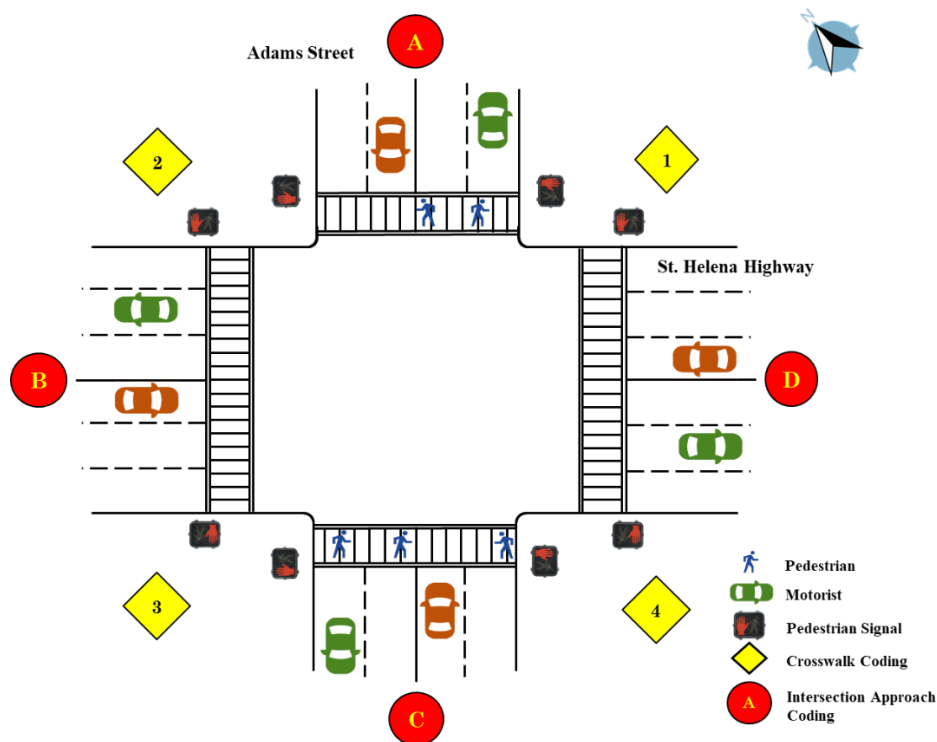 A
Adams Street
2
1
St. Helena Highway
B
D
3
4
C
Pedestrian
Motorist
Pedestrian Signal
Crosswalk Coding
A
Intersection Approach
Coding